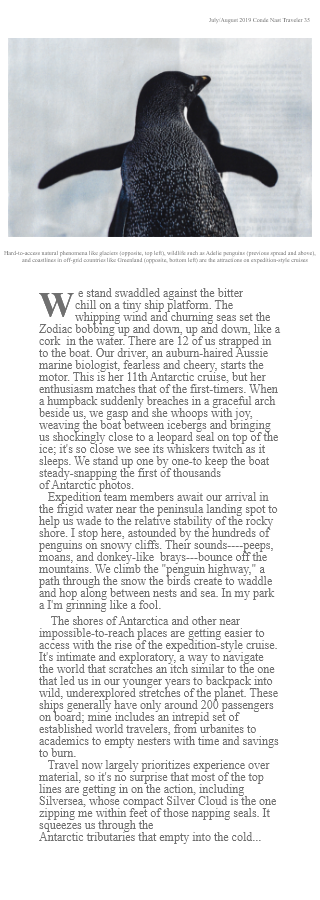 July/August 2019 Conde Nast Traveler 35
Hard-to-access natural phenomena like glaciers (opposite, top left), wildlife such as Adelie penguins (previous spread and above),
and coastlines in off-grid countries like Greenland (opposite, bottom left) are the attractions on expedition-style cruises
We stand swaddled against the bitter
chill on a tiny ship platform. The
whipping wind and churning seas set the
Zodiac bobbing up and down, up and down, like a
cork in the water. There are 12 of us strapped in
to the boat. Our driver, an auburn-haired Aussie
marine biologist, fearless and cheery, starts the
motor. This is her 11th Antarctic cruise, but her
enthusiasm matches that of the first-timers. When
a humpback suddenly breaches in a graceful arch
beside us, we gasp and she whoops with joy,
weaving the boat between icebergs and bringing
us shockingly close to a leopard seal on top of the
ice; it's so close we see its whiskers twitch as it
sleeps. We stand up one by one-to keep the boat
steady-snapping the first of thousands
of Antarctic photos.
Expedition team members await our arrival in
the frigid water near the peninsula landing spot to
help us wade to the relative stability of the rocky
shore. I stop here, astounded by the hundreds of
penguins on snowy cliffs. Their sounds----peeps,
moans, and donkey-like brays---bounce off the
mountains. We climb the "penguin highway," a
path through the snow the birds create to waddle
and hop along between nests and sea. In my park
a I'm grinning like a fool.
The shores of Antarctica and other near
impossible-to-reach places are getting easier to
access with the rise of the expedition-style cruise.
It's intimate and exploratory, a way to navigate
the world that scratches an itch similar to the one
that led us in our younger years to backpack into
wild, underexplored stretches of the planet. These
ships generally have only around 200 passengers
on board; mine includes an intrepid set of
established world travelers, from urbanites to
academics to empty nesters with time and savings
to burn.
Travel now largely prioritizes experience over
material, so it's no surprise that most of the top
lines are getting in on the action, including
Silversea, whose compact Silver Cloud is the one
zipping me within feet of those napping seals. It
squeezes us through the
Antarctic tributaries that empty into the cold...